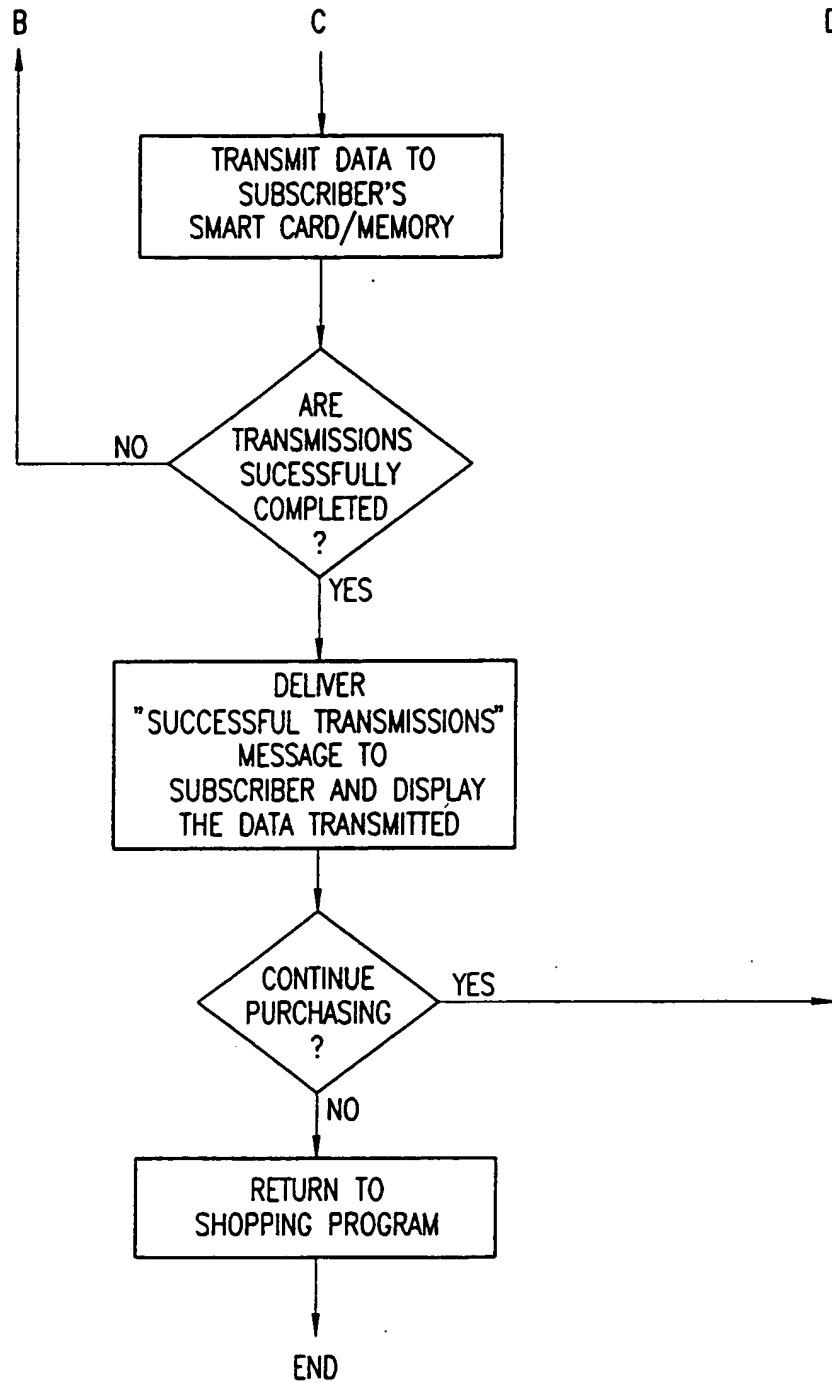 B
C
TRANSMIT DATA TO
SUBSCRIBER'S
SMART CARD/MEMORY
ARE
TRANSMISSIONS
SUCESSFULLY
COMPLETED
?
NO
YES
DELIVER
"SUCCESSFUL TRANSMISSIONS"
MESSAGE TO
SUBSCRIBER AND DISPLAY
THE DATA TRANSMITTED
CONTINUE
PURCHASING
?
YES
NO
RETURN TO
SHOPPING PROGRAM
END